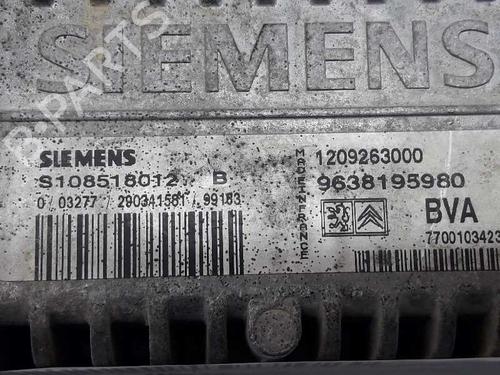 SIEMENS
B-PARTS
SIEMENS
S108518012 B
0 / 03277 / 290341581 / 99183
MADE IN FRANCE
1209263000
9638195980
BVA
7700103423